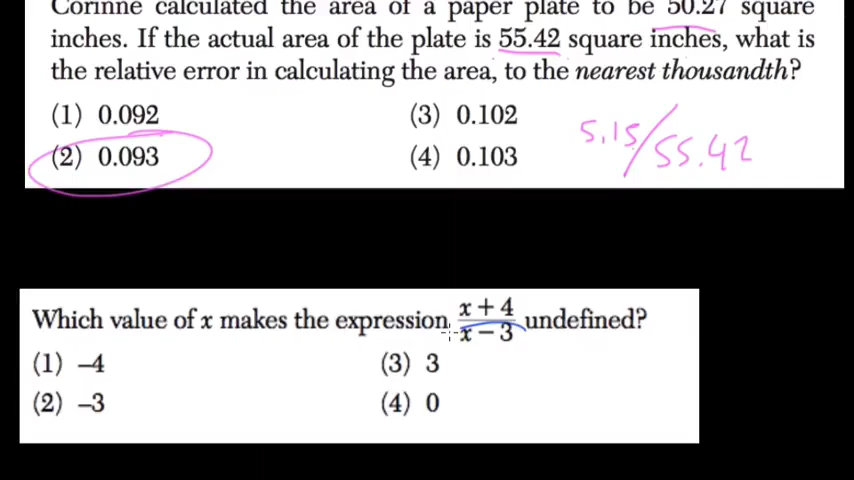 Corinne calculated the area of a paper plate to be 50.27 square
inches. If the actual area of the plate is 55.42 square inches, what is
the relative error in calculating the area, to the nearest thousandth?
(1) 0.092 (3) 0.102
(2) 0.093 (4) 0.103
5.15/55.42
Which value of x makes the expression x + 4 / x − 3 undefined?
(1) –4 (3) 3
(2) –3 (4) 0